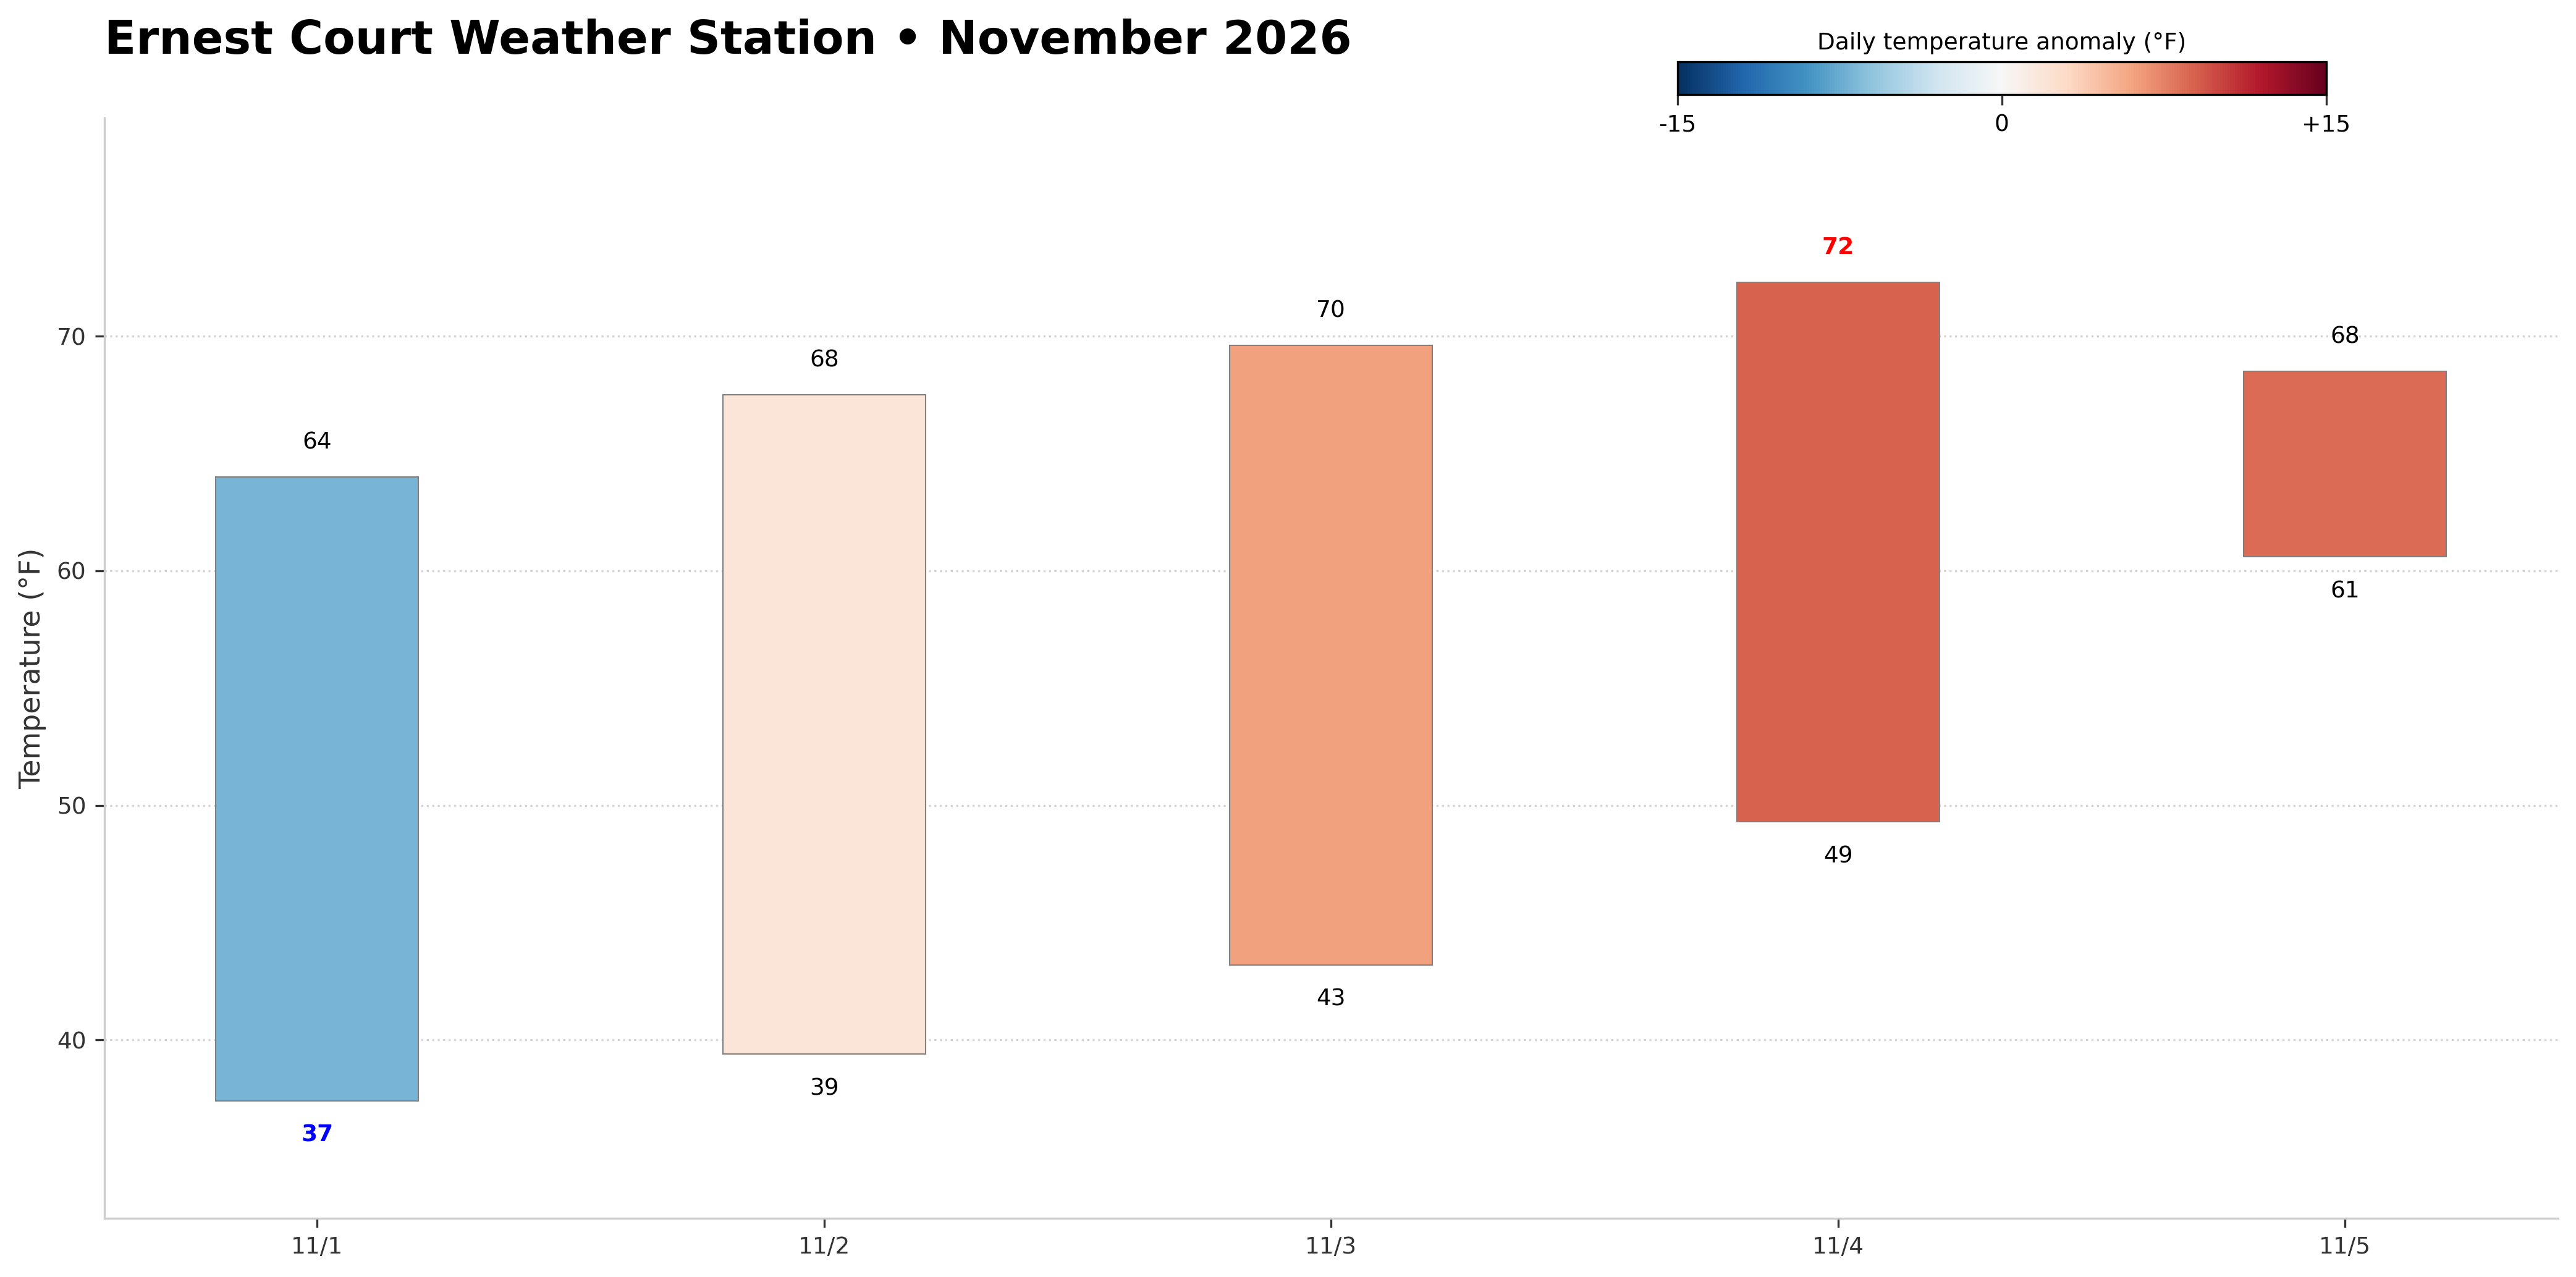 Ernest Court Weather Station • November 2026
Daily temperature anomaly (°F)
-15 0 +15
Temperature (°F)
70
60
50
40
64
37
68
39
70
43
72
49
68
61
11/1 11/2 11/3 11/4 11/5